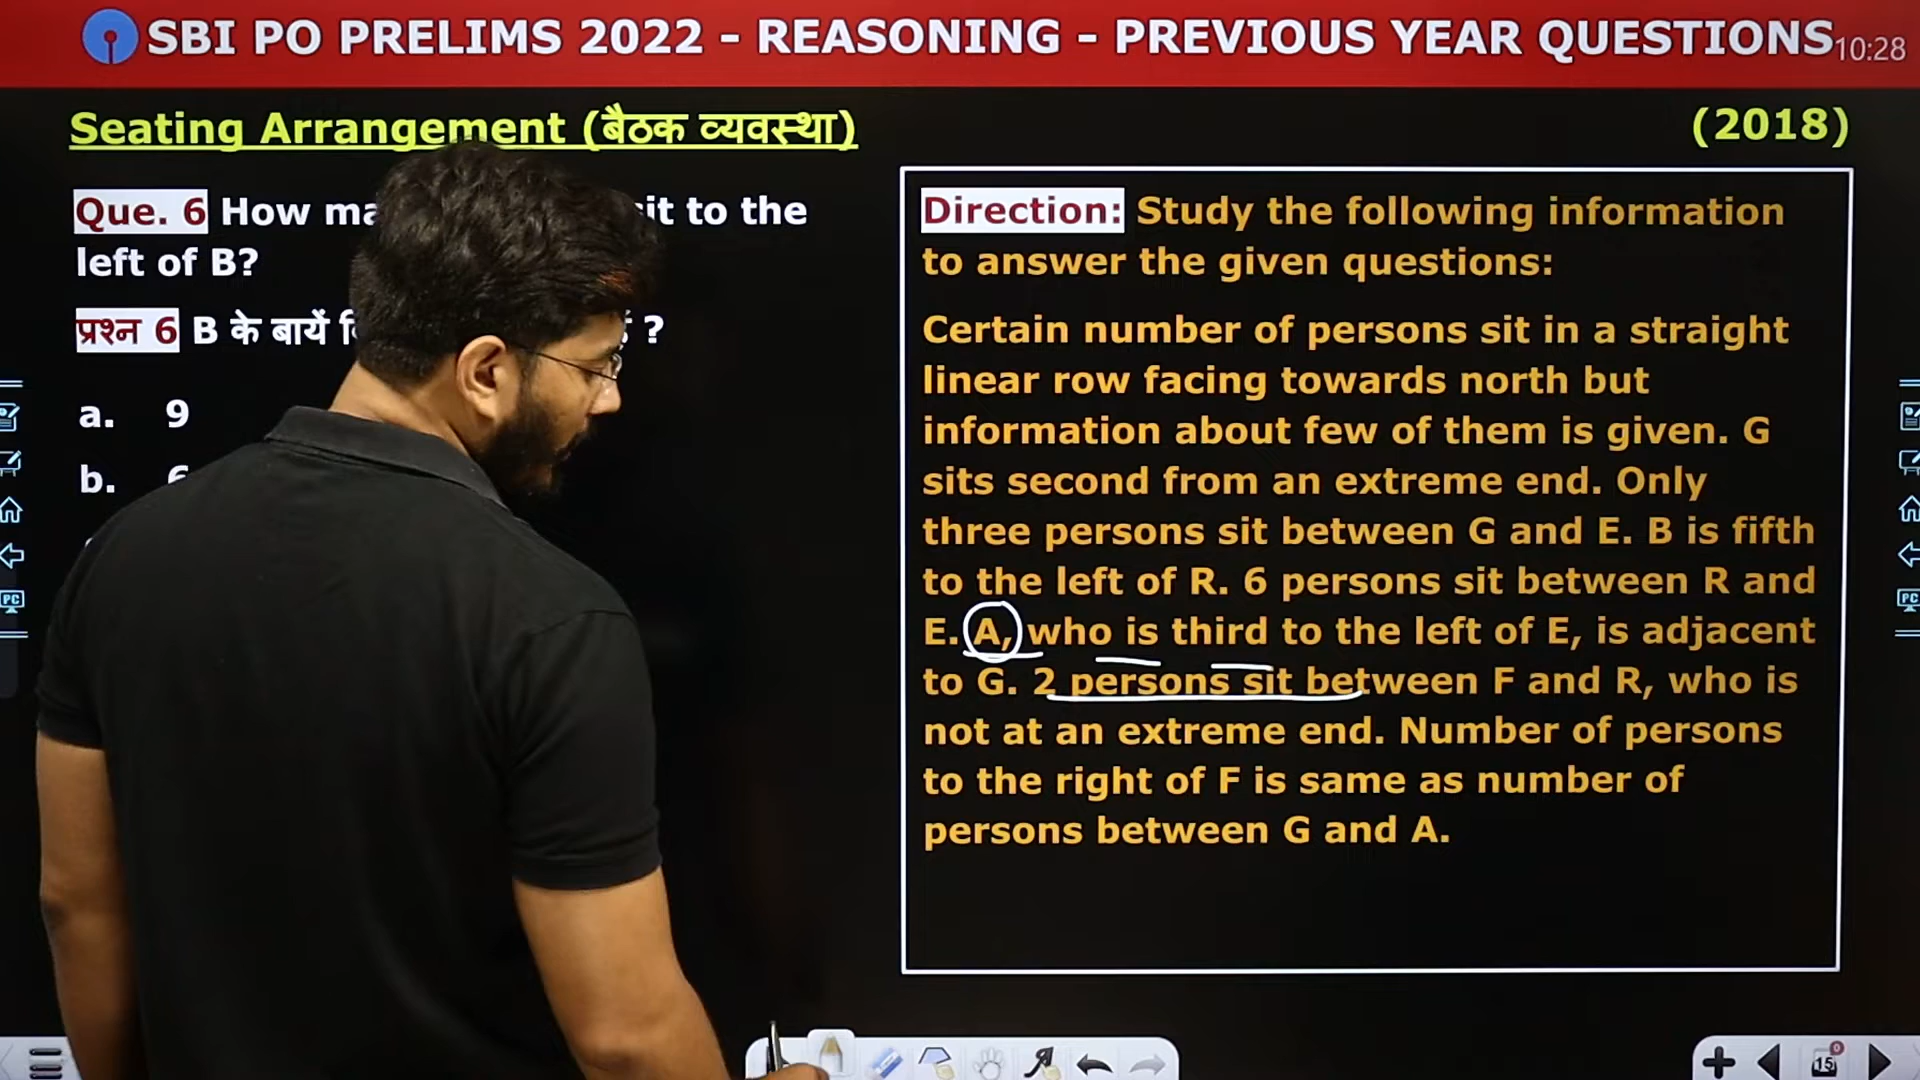 SBI PO PRELIMS 2022 - REASONING - PREVIOUS YEAR QUESTIONS
10:28
Seating Arrangement (बैठक व्यवस्था)
(2018)
Que. 6 How sit to the
left of B?
प्रश्न 6 B के बायें ?
a. 9
b.
Direction: Study the following information
to answer the given questions:
Certain number of persons sit in a straight
linear row facing towards north but
information about few of them is given. G
sits second from an extreme end. Only
three persons sit between G and E. B is fifth
to the left of R. 6 persons sit between R and
E. A, who is third to the left of E, is adjacent
to G. 2 persons sit between F and R, who is
not at an extreme end. Number of persons
to the right of F is same as number of
persons between G and A.
PC
PC
15
0